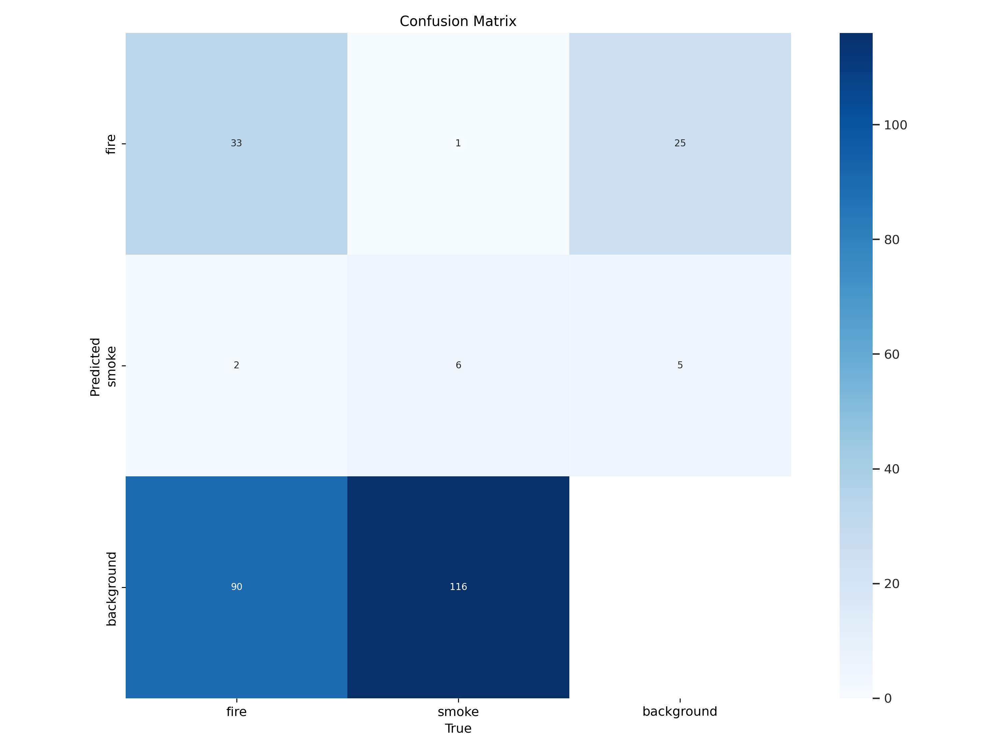 Confusion Matrix
fire
33
1
25
smoke
2
6
5
background
90
116
Predicted
fire
smoke
background
True
100
80
60
40
20
0